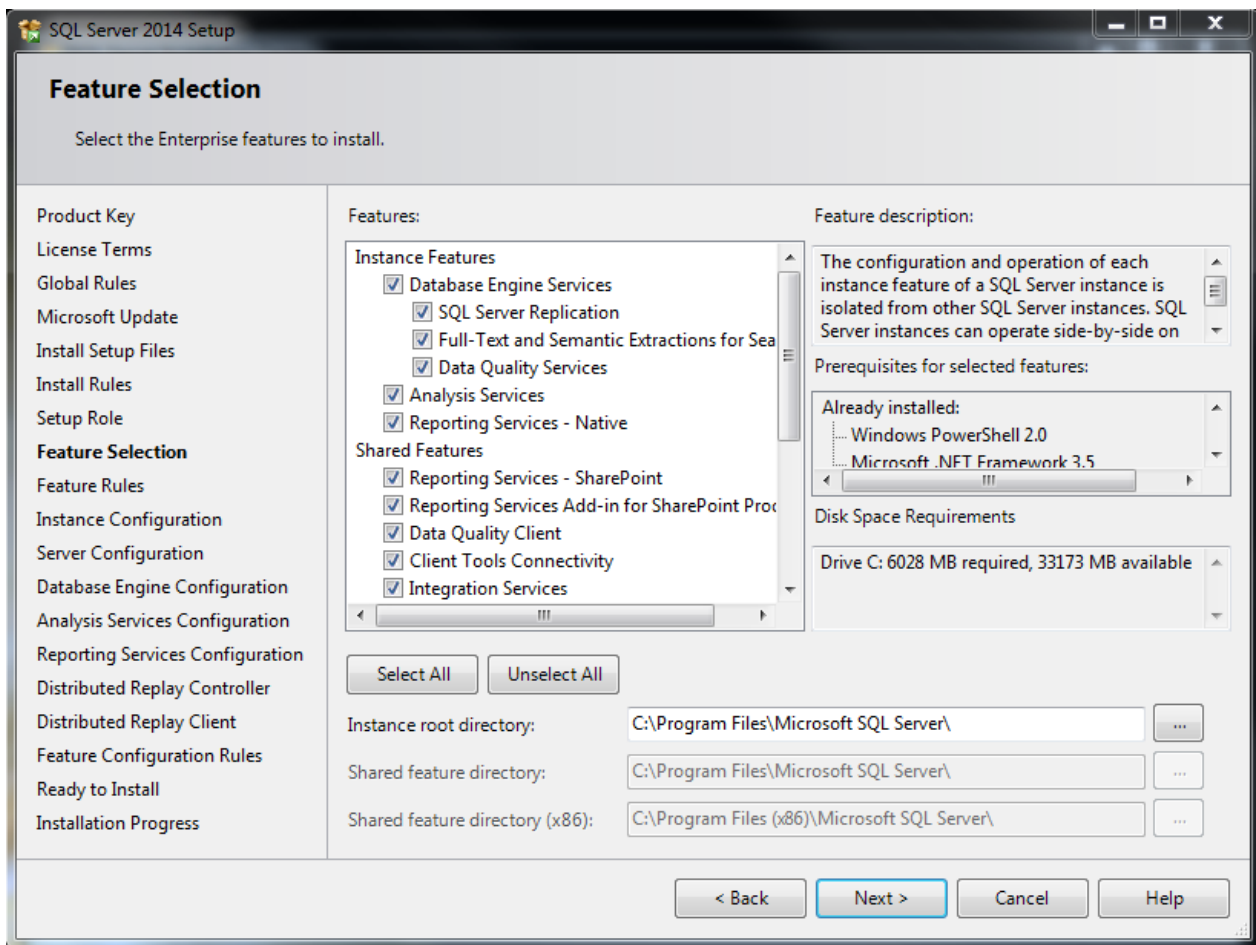 SQL Server 2014 Setup
Feature Selection
Select the Enterprise features to install.
Product Key
License Terms
Global Rules
Microsoft Update
Install Setup Files
Install Rules
Setup Role
Feature Selection
Feature Rules
Instance Configuration
Server Configuration
Database Engine Configuration
Analysis Services Configuration
Reporting Services Configuration
Distributed Replay Controller
Distributed Replay Client
Feature Configuration Rules
Ready to Install
Installation Progress
Features:
Instance Features
Database Engine Services
SQL Server Replication
Full-Text and Semantic Extractions for Sea
Data Quality Services
Analysis Services
Reporting Services - Native
Shared Features
Reporting Services - SharePoint
Reporting Services Add-in for SharePoint Proc
Data Quality Client
Client Tools Connectivity
Integration Services
Feature description:
The configuration and operation of each
instance feature of a SQL Server instance is
isolated from other SQL Server instances. SQL
Server instances can operate side-by-side on
Prerequisites for selected features:
Already installed:
Windows PowerShell 2.0
Microsoft .NET Framework 3.5
Disk Space Requirements
Drive C: 6028 MB required, 33173 MB available
Select All
Unselect All
Instance root directory:
C:\Program Files\Microsoft SQL Server\
...
Shared feature directory:
C:\Program Files\Microsoft SQL Server\
...
Shared feature directory (x86):
C:\Program Files (x86)\Microsoft SQL Server\
...
< Back
Next >
Cancel
Help